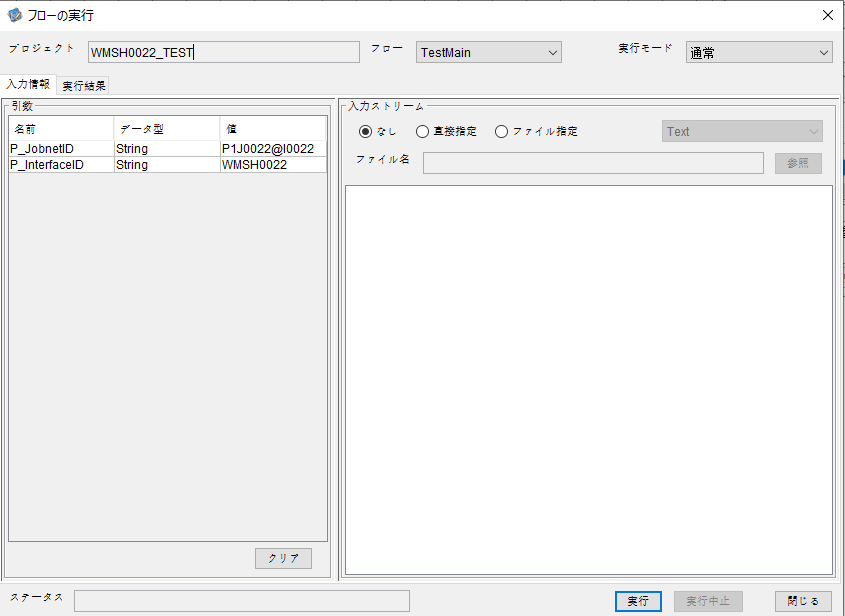 フローの実行
プロジェクト WMSH0022_TEST フロー TestMain 実行モード 通常
入力情報 実行結果
引数
名前 データ型 値
P_JobnetID String P1J0022@I0022
P_InterfaceID String WMSH0022
クリア
入力ストリーム
なし 直接指定 ファイル指定 Text
ファイル名 参照
ステータス 実行 実行中止 閉じる